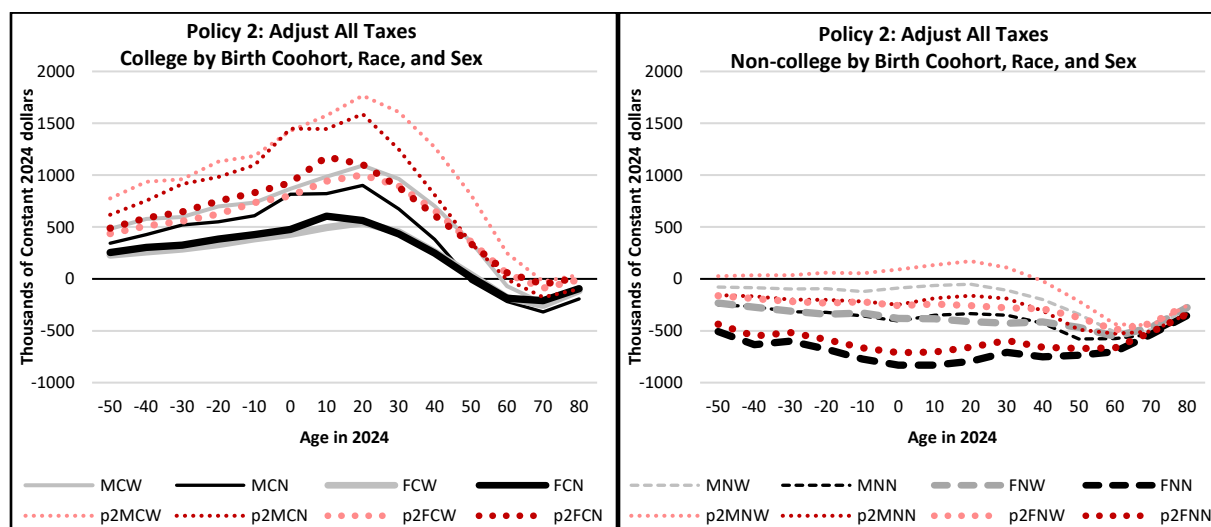 Policy 2: Adjust All Taxes
College by Birth Coohort, Race, and Sex
Thousands of Constant 2024 dollars
2000
1500
1000
500
0
-500
-1000
-50 -40 -30 -20 -10 0 10 20 30 40 50 60 70 80
Age in 2024
MCW MCN FCW FCN
p2MCW p2MCN p2FCW p2FCN
Policy 2: Adjust All Taxes
Non-college by Birth Coohort, Race, and Sex
Thousands of Constant 2024 dollars
2000
1500
1000
500
0
-500
-1000
-50 -40 -30 -20 -10 0 10 20 30 40 50 60 70 80
Age in 2024
MNW MNN FNW FNN
p2MNW p2MNN p2FNW p2FNN